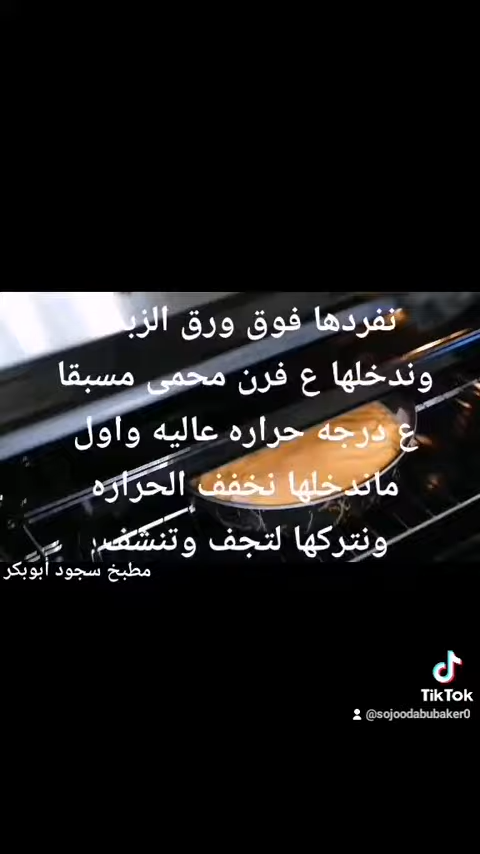 نفردها فوق ورق
وندخلها ع فرن محمى مسبقا
ع درجه حراره عاليه واول
ماندخلها نخفف الحراره
ونتركها لتجف وتنشف
مطبخ سجود أبوبكر
TikTok
@sojoodabubaker0